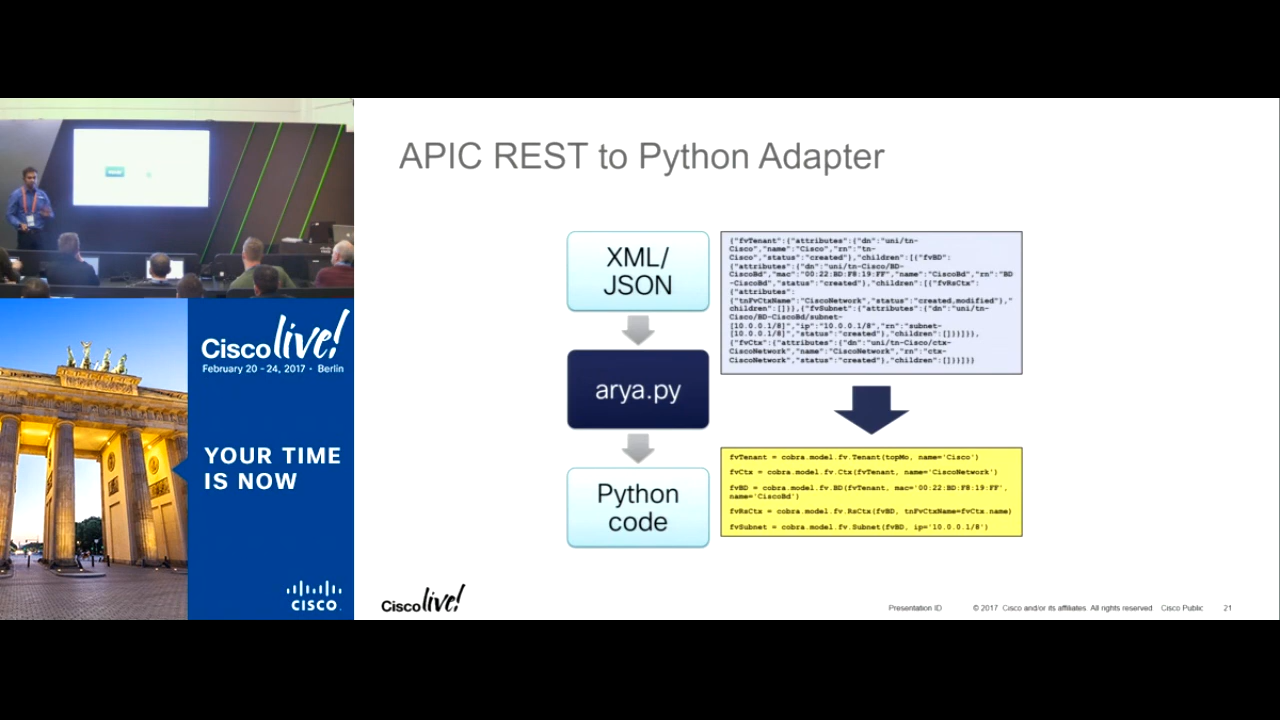 APIC REST to Python Adapter
XML/
JSON
arya.py
Python
code
{"fvTenant":{"attributes":{"dn":"uni/tn-
Cisco","name":"Cisco","rn":"tn-
Cisco","status":"created"},"children":[{"fvBD":
{"attributes":{"dn":"uni/tn-Cisco/BD-
CiscoBd","mac":"00:22:BD:F8:19:FF","name":"CiscoBd","rn":"BD
-CiscoBd","status":"created"},"children":[{"fvRsCtx":
{"attributes":
{"tnFvCtxName":"CiscoNetwork","status":"created,modified"},"
children":[]}},{"fvSubnet":{"attributes":{"dn":"uni/tn-
Cisco/BD-CiscoBd/subnet-
[10.0.0.1/8]","ip":"10.0.0.1/8","rn":"subnet-
[10.0.0.1/8]","status":"created"},"children":[]}}]}},
{"fvCtx":{"attributes":{"dn":"uni/tn-Cisco/ctx-
CiscoNetwork","name":"CiscoNetwork","rn":"ctx-
CiscoNetwork","status":"created"},"children":[]}}]}}
fvTenant = cobra.model.fv.Tenant(topMo, name='Cisco')
fvCtx = cobra.model.fv.Ctx(fvTenant, name='CiscoNetwork')
fvBD = cobra.model.fv.BD(fvTenant, mac='00:22:BD:F8:19:FF',
name='CiscoBd')
fvRsCtx = cobra.model.fv.RsCtx(fvBD, tnFvCtxName=fvCtx.name)
fvSubnet = cobra.model.fv.Subnet(fvBD, ip='10.0.0.1/8')
Cisco live!
February 20 - 24, 2017 • Berlin
YOUR TIME
IS NOW
CISCO
Cisco live!
Presentation ID
© 2017 Cisco and/or its affiliates. All rights reserved. Cisco Public
21